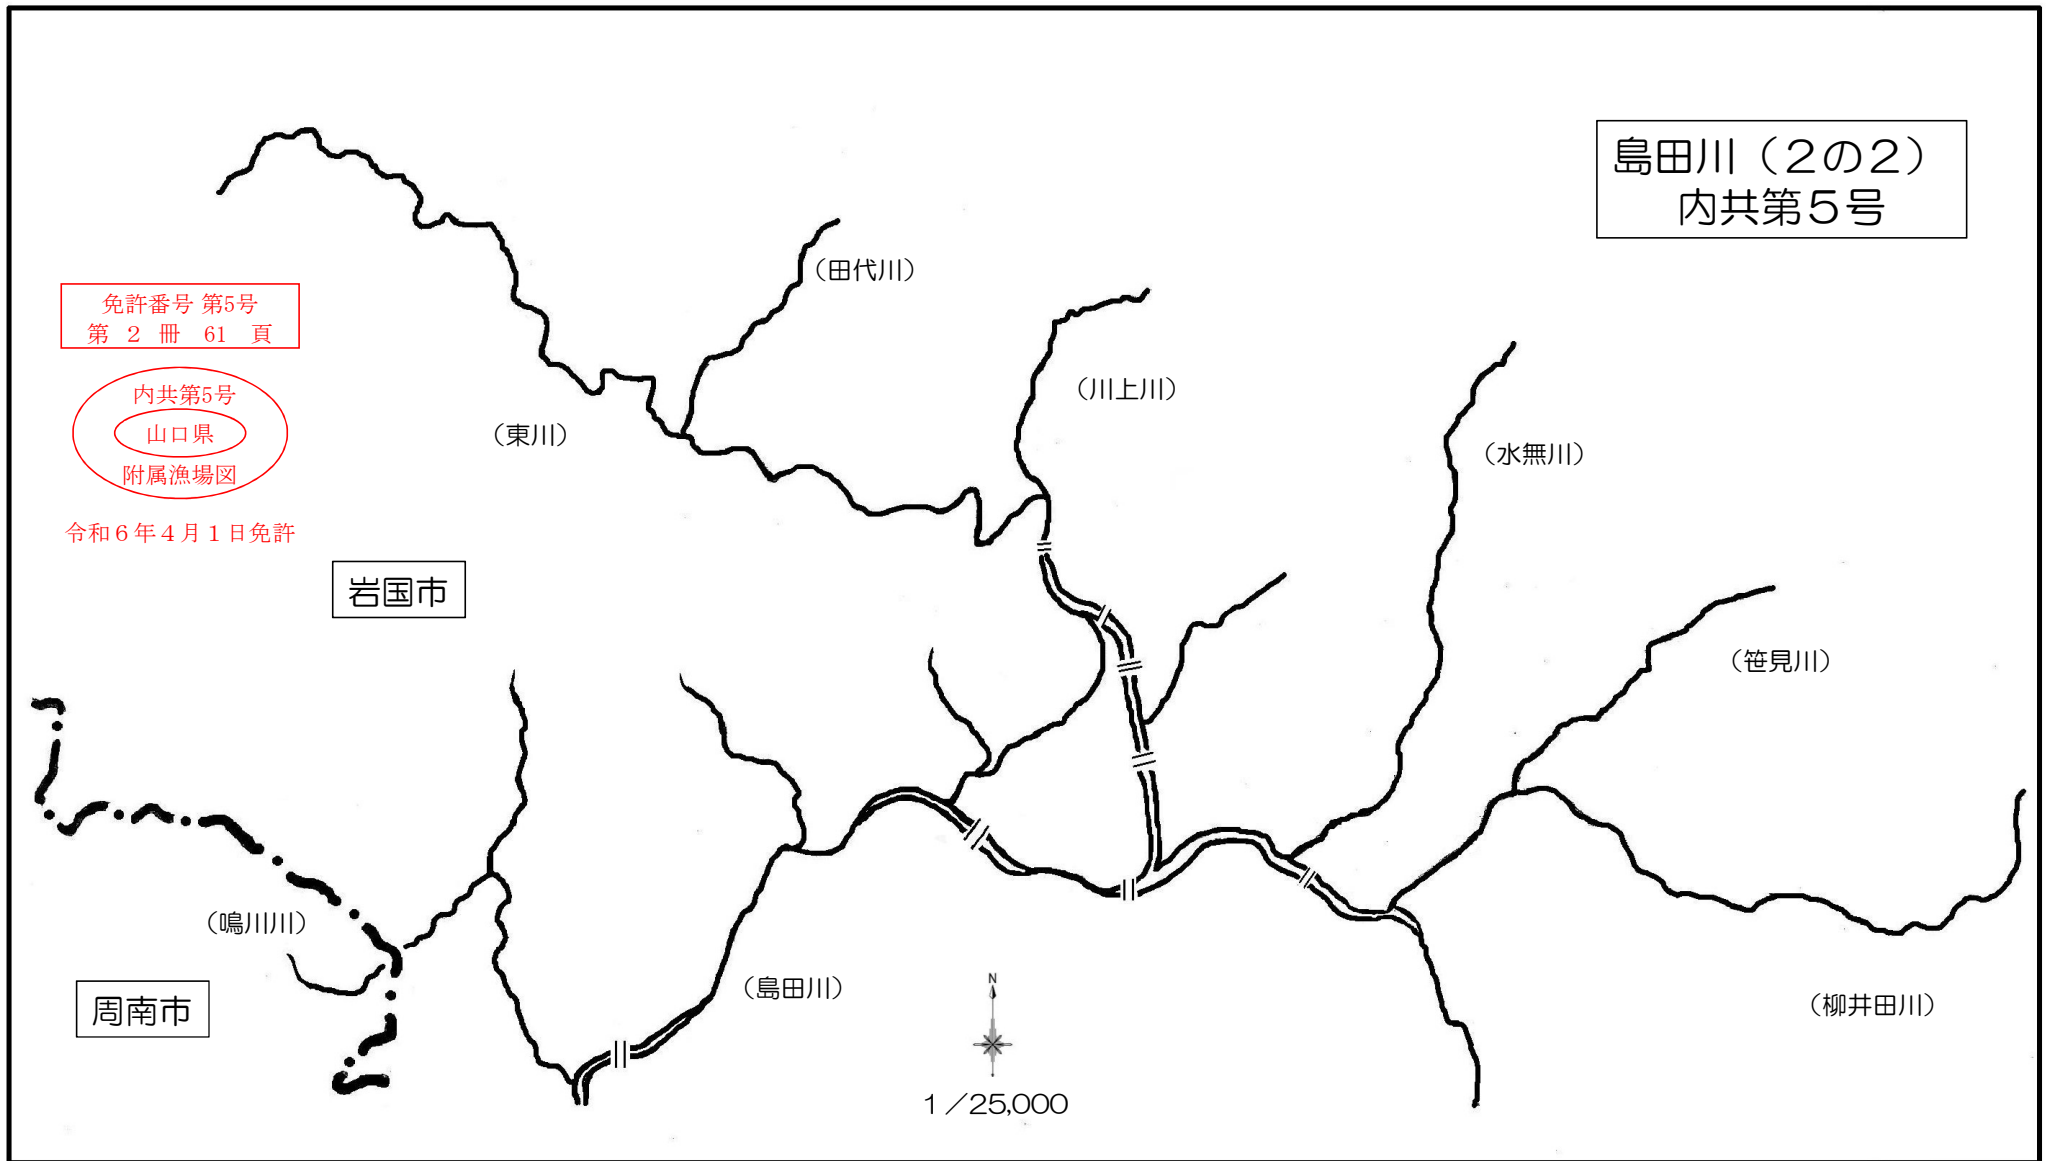 島田川（２の２）
内共第５号
（田代川）
免許番号 第5号
第 2 冊 61 頁
内共第5号
山口県
附属漁場図
令和６年４月１日免許
（川上川）
（東川）
（水無川）
岩国市
（笹見川）
（鳴川川）
周南市
（島田川）
（柳井田川）
N
１／25,000